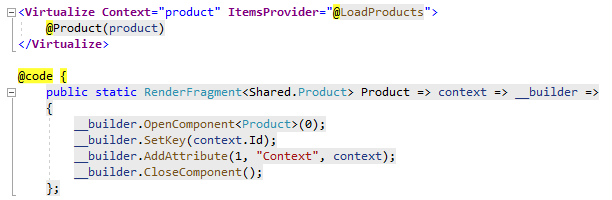 <Virtualize Context="product" ItemsProvider="@LoadProducts">
@Product(product)
</Virtualize>
@code {
public static RenderFragment<Shared.Product> Product => context => __builder =>
{
__builder.OpenComponent<Product>(0);
__builder.SetKey(context.Id);
__builder.AddAttribute(1, "Context", context);
__builder.CloseComponent();
};